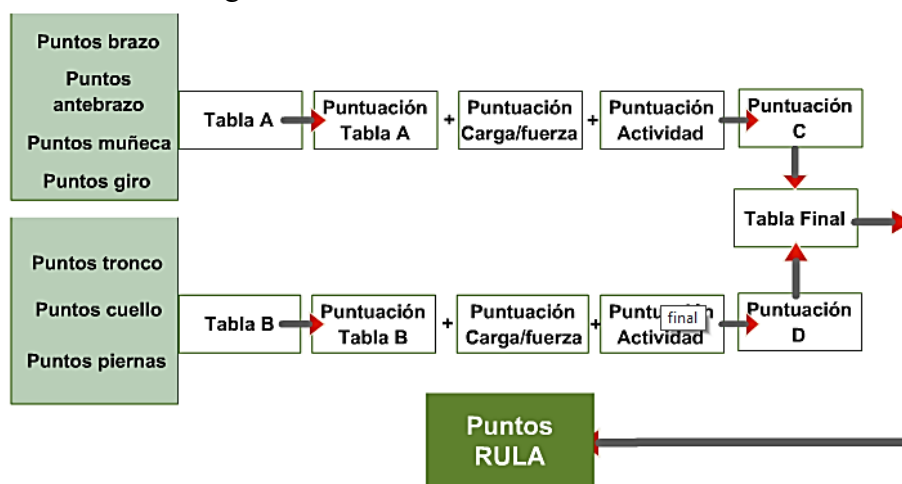 Puntos brazo
Puntos
antebrazo
Puntos muñeca
Puntos giro
Tabla A
Puntuación
Tabla A
+
Puntuación
Carga/fuerza
+
Puntuación
Actividad
Puntuación
C
Tabla Final
Puntos tronco
Puntos cuello
Puntos piernas
Tabla B
Puntuación
Tabla B
+
Puntuación
Carga/fuerza
+
Puntuación
Actividad
final
Puntuación
D
Puntos
RULA